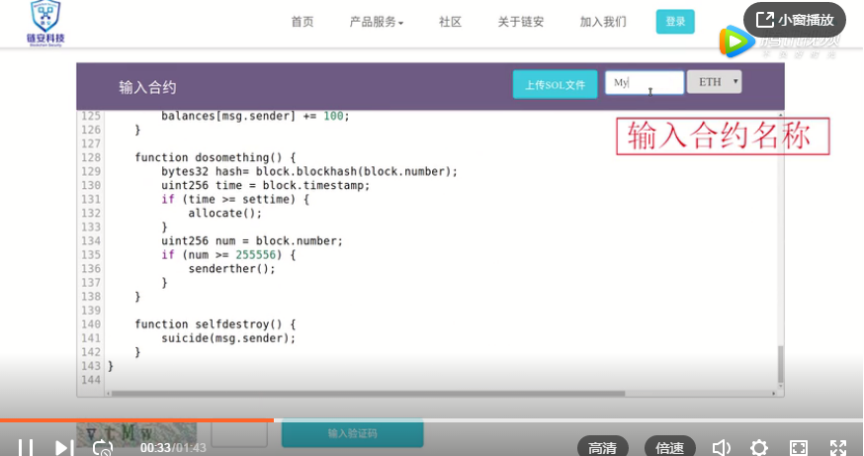 小窗播放
链安科技
首页 产品服务 社区 关于链安 加入我们 登录
输入合约 上传SOL文件 My ETH
输入合约名称
125 balances[msg.sender] += 100;
126 }
127
128 function dosomething() {
129 bytes32 hash= block.blockhash(block.number);
130 uint256 time = block.timestamp;
131 if (time >= settime) {
132 allocate();
133 }
134 uint256 num = block.number;
135 if (num >= 255556) {
136 senderther();
137 }
138 }
139
140 function selfdestroy() {
141 suicide(msg.sender);
142 }
143 }
144
vtMw 输入验证码
00:33/01:43 高清 倍速